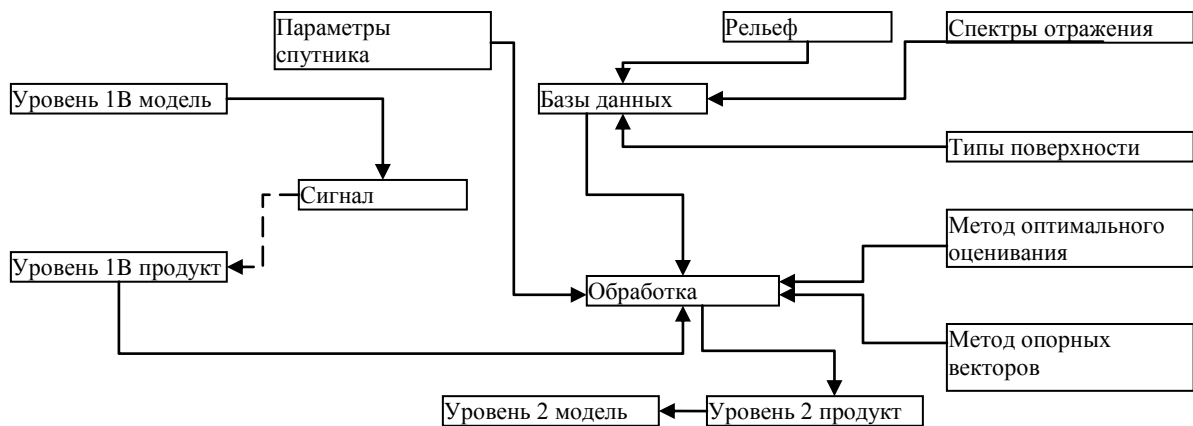 Параметры
спутника
Рельеф
Спектры отражения
Уровень 1В модель
Базы данных
Типы поверхности
Сигнал
Метод оптимального
оценивания
Уровень 1В продукт
Обработка
Метод опорных
векторов
Уровень 2 модель
Уровень 2 продукт